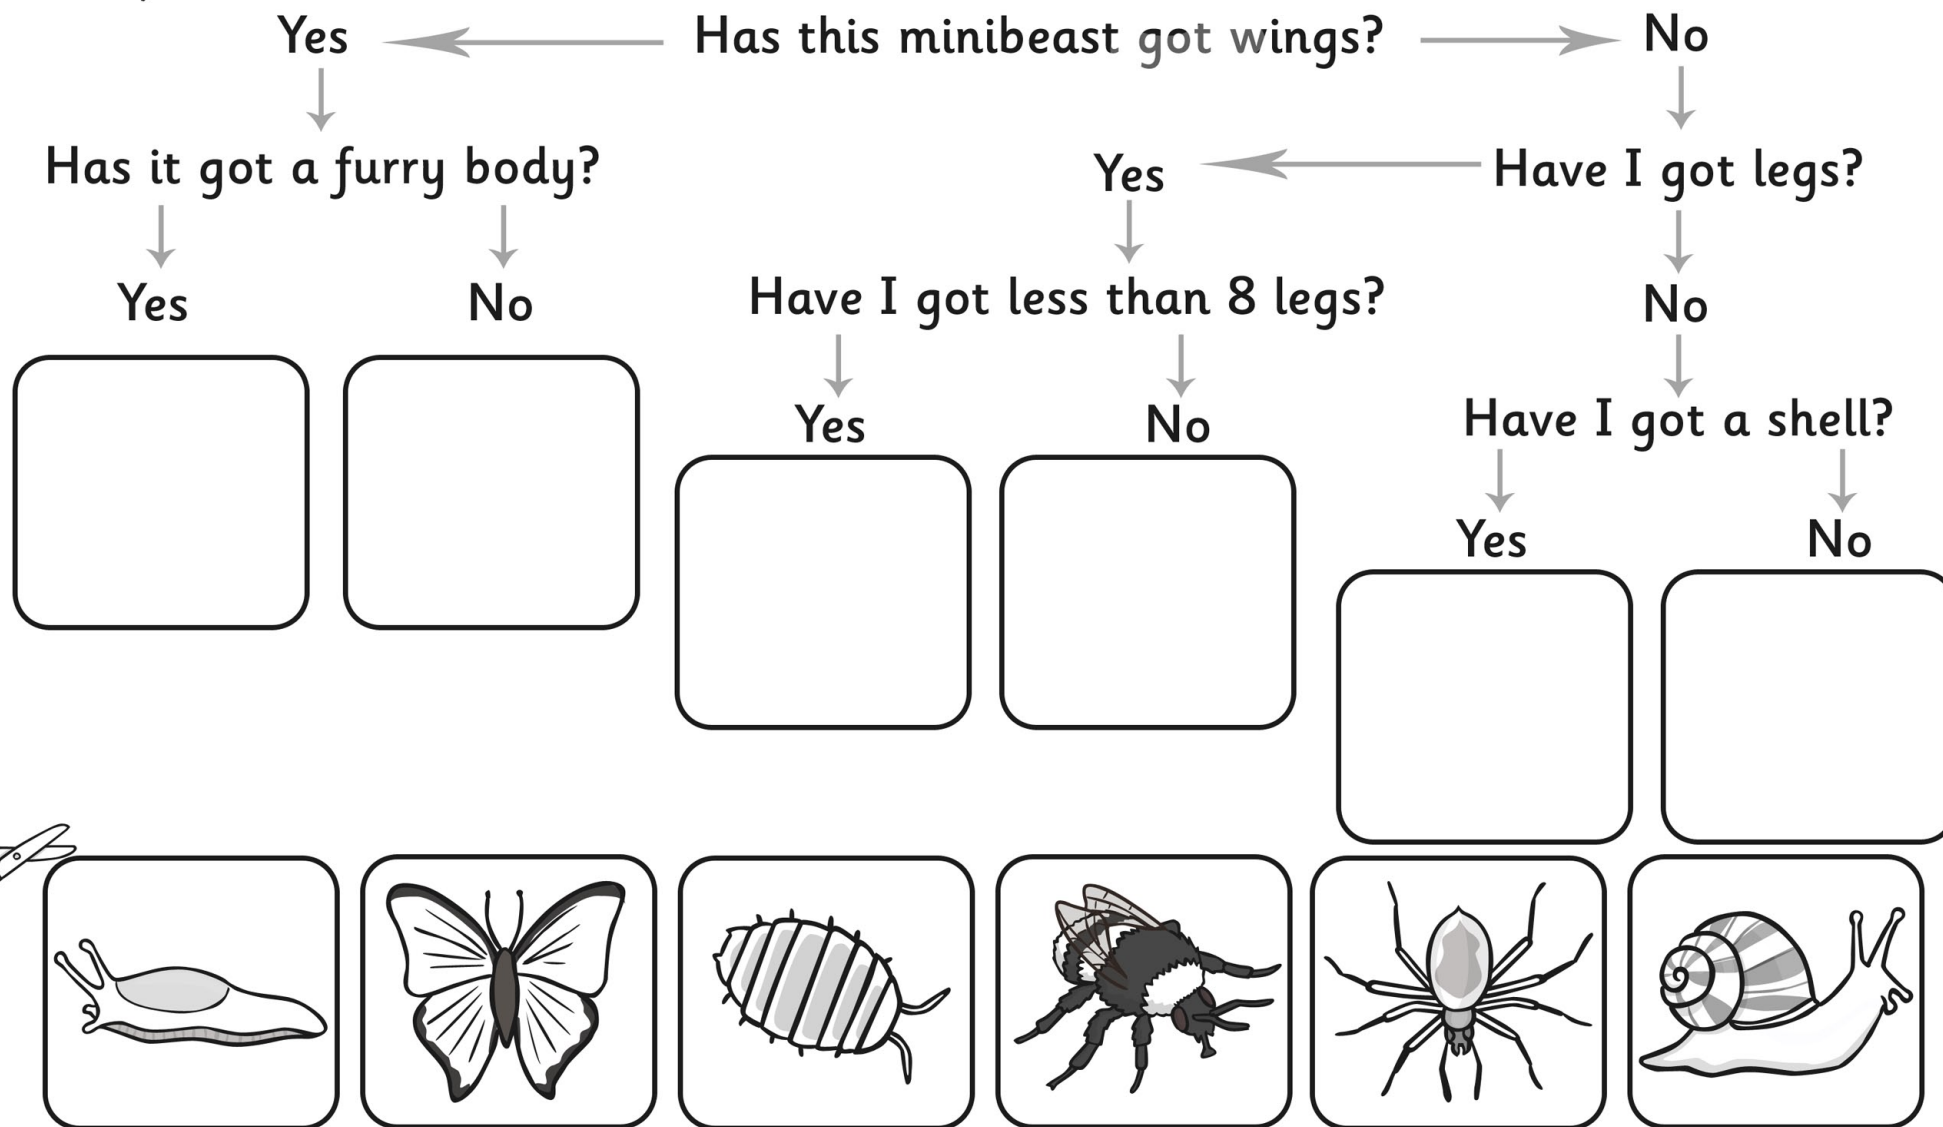 Yes
Has this minibeast got wings?
No
Has it got a furry body?
Yes
Have I got legs?
Yes
No
Have I got less than 8 legs?
No
Yes
No
Have I got a shell?
Yes
No